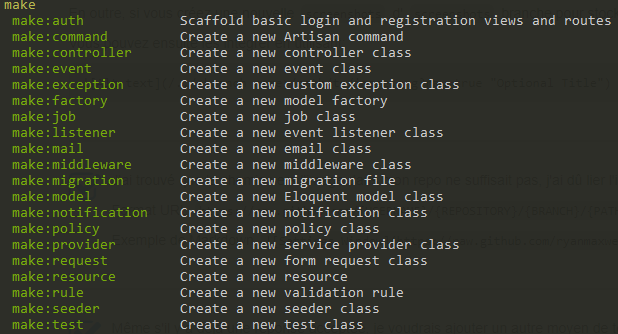 make
make:auth Scaffold basic login and registration views and routes
make:command Create a new Artisan command
make:controller Create a new controller class
make:event Create a new event class
make:exception Create a new custom exception class
make:factory Create a new model factory
make:job Create a new job class
make:listener Create a new event listener class
make:mail Create a new email class
make:middleware Create a new middleware class
make:migration Create a new migration file
make:model Create a new Eloquent model class
make:notification Create a new notification class
make:policy Create a new policy class
make:provider Create a new service provider class
make:request Create a new form request class
make:resource Create a new resource
make:rule Create a new validation rule
make:seeder Create a new seeder class
make:test Create a new test class